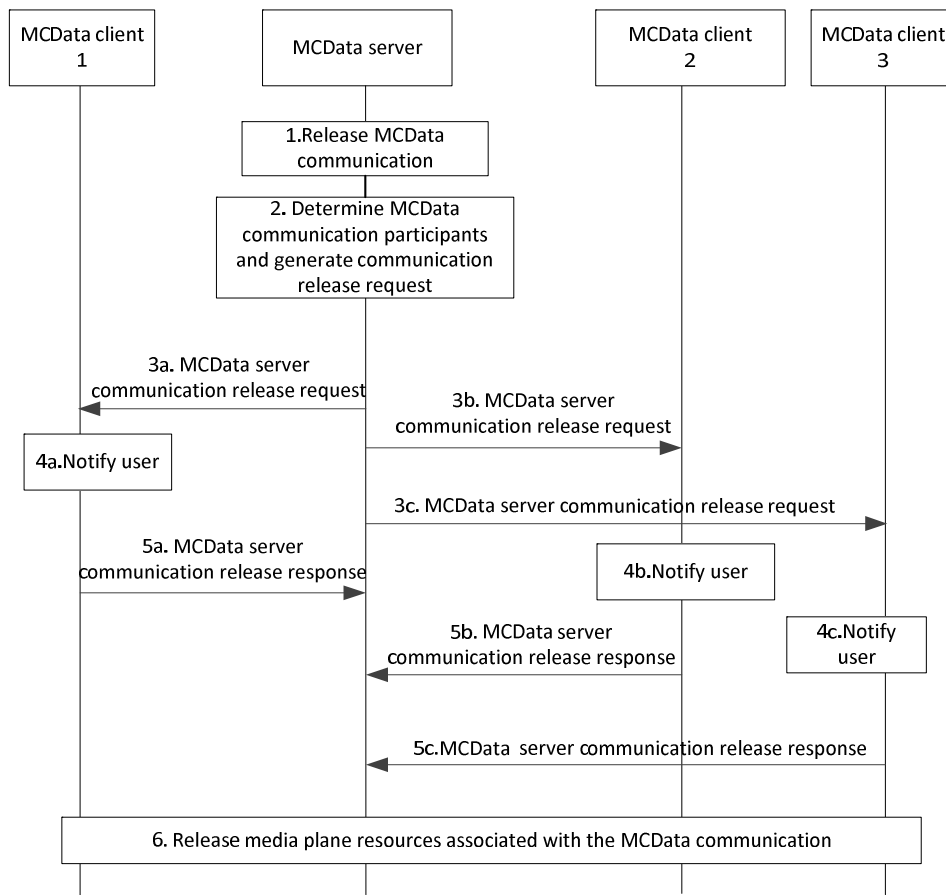 MCData client
1
MCData server
MCData client
2
MCData client
3
1.Release MCData
communication
2. Determine MCData
communication participants
and generate communication
release request
3a. MCData server
communication release request
3b. MCData server
communication release request
4a.Notify user
3c. MCData server communication release request
5a. MCData server
communication release response
4b.Notify user
5b. MCData server
communication release response
4c.Notify
user
5c.MCData server communication release response
6. Release media plane resources associated with the MCData communication